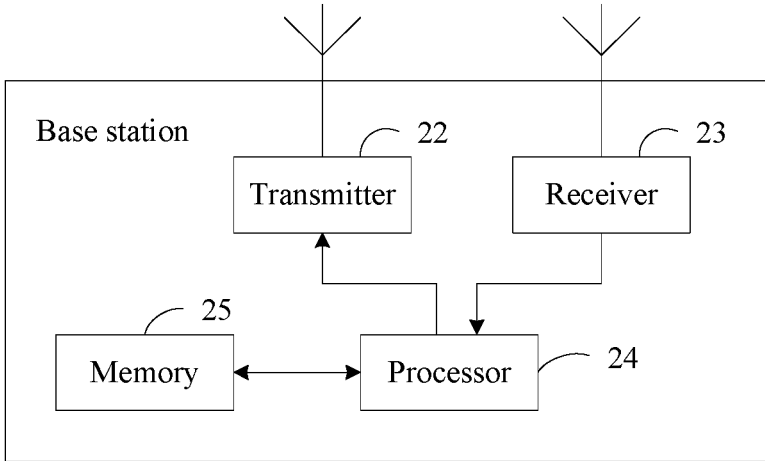 Base station
22
23
Transmitter
Receiver
25
24
Memory
Processor